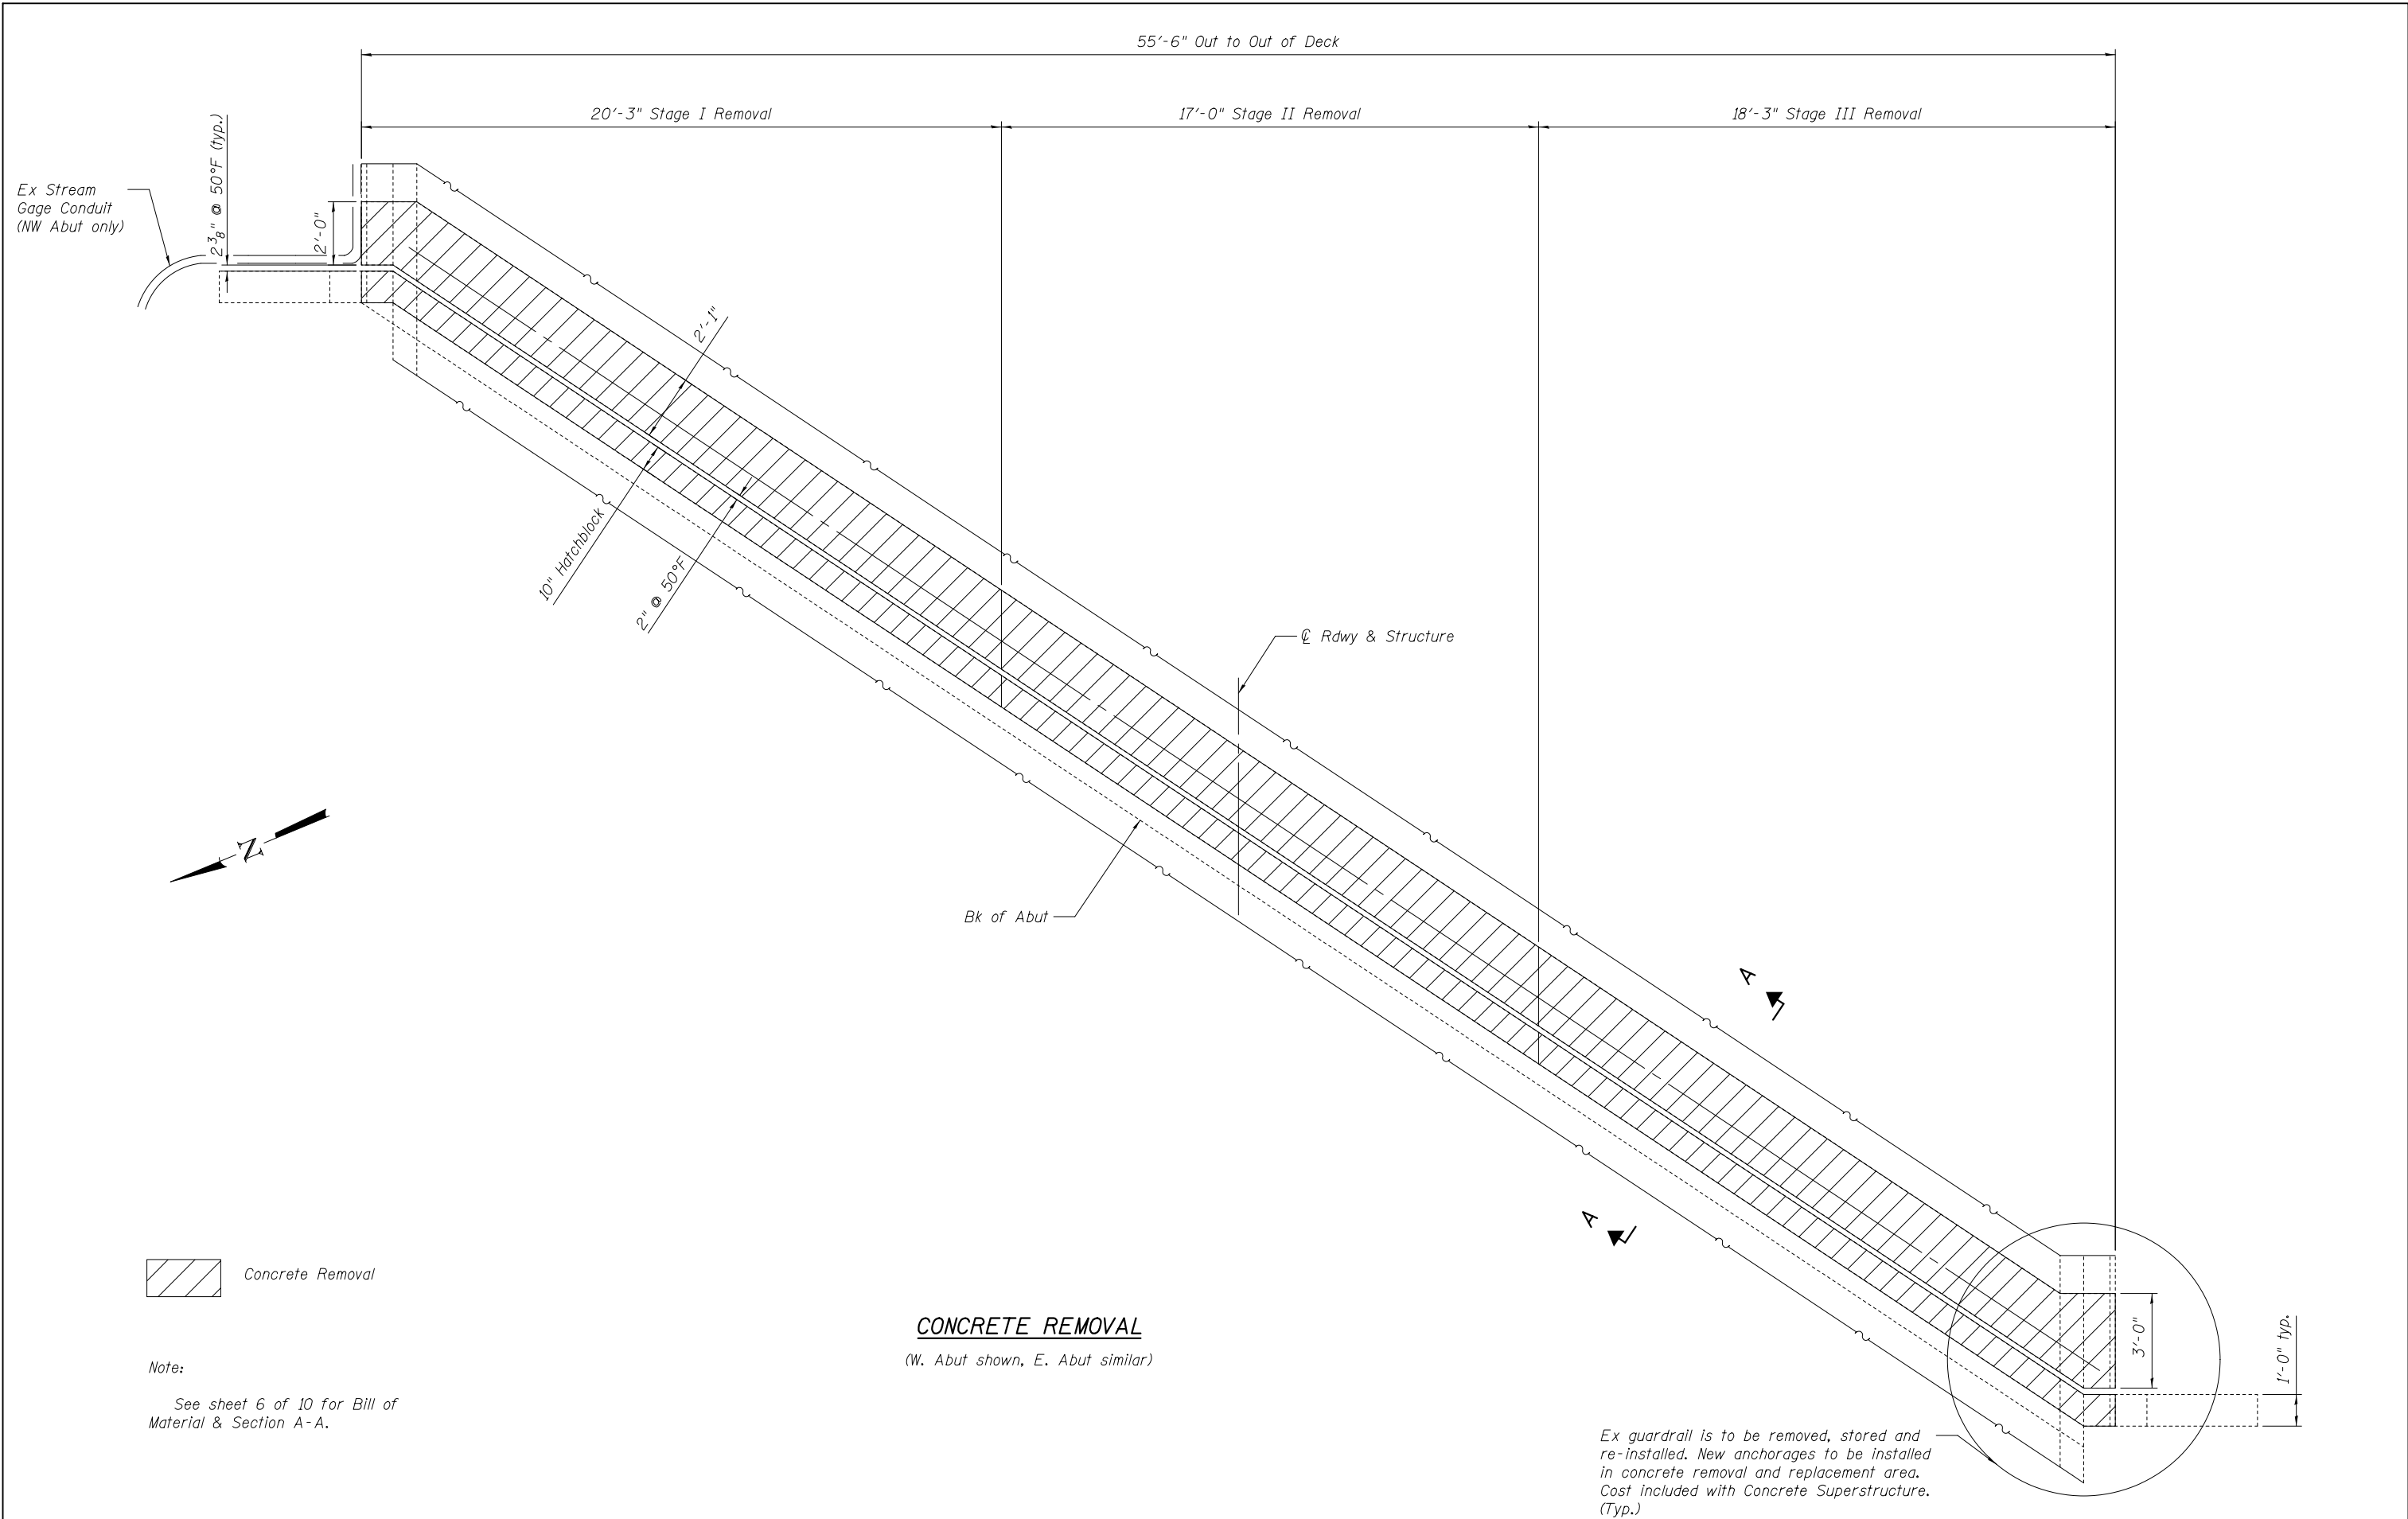 55'-6" Out to Out of Deck
20'-3" Stage I Removal
17'-0" Stage II Removal
18'-3" Stage III Removal
Ex Stream
Gage Conduit
(NW Abut only)
2 3/8" @ 50°F (typ.)
2'-0"
2'-1"
10" Hatchblock
2" @ 50°F
℄ Rdwy & Structure
N
Bk of Abut
A
A
Concrete Removal
CONCRETE REMOVAL
(W. Abut shown, E. Abut similar)
3'-0"
1'-0" typ.
Note:
See sheet 6 of 10 for Bill of
Material & Section A-A.
Ex guardrail is to be removed, stored and
re-installed. New anchorages to be installed
in concrete removal and replacement area.
Cost included with Concrete Superstructure.
(Typ.)